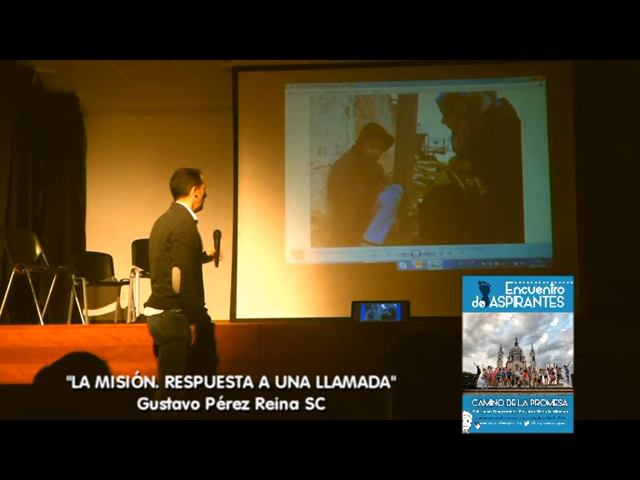 Encuentro
de ASPIRANTES
CAMINO DE LA PROMESA
"LA MISIÓN. RESPUESTA A UNA LLAMADA"
Gustavo Pérez Reina SC